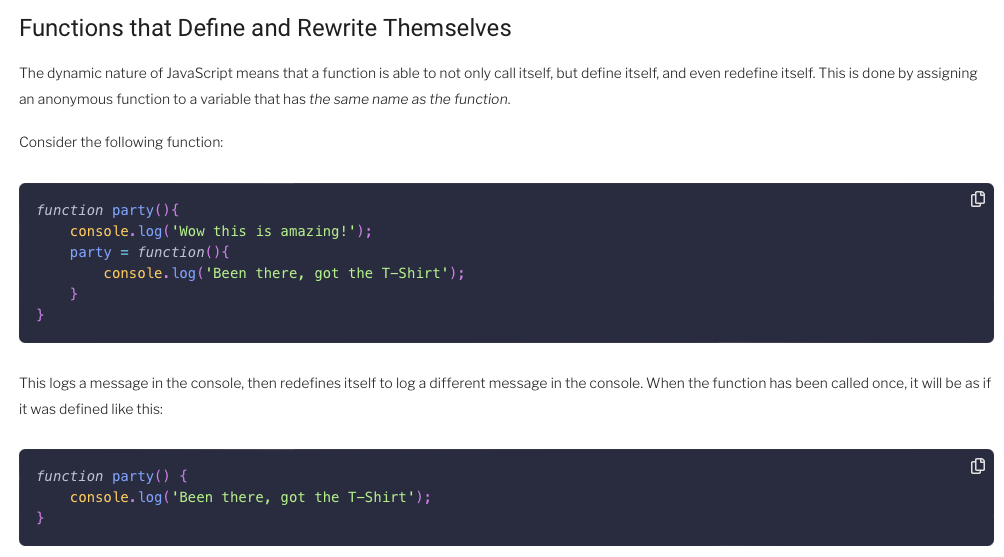 Functions that Define and Rewrite Themselves
The dynamic nature of JavaScript means that a function is able to not only call itself, but define itself, and even redefine itself. This is done by assigning
an anonymous function to a variable that has the same name as the function.
Consider the following function:
function party(){
    console.log('Wow this is amazing!');
    party = function(){
        console.log('Been there, got the T-Shirt');
    }
}
This logs a message in the console, then redefines itself to log a different message in the console. When the function has been called once, it will be as if
it was defined like this:
function party() {
    console.log('Been there, got the T-Shirt');
}